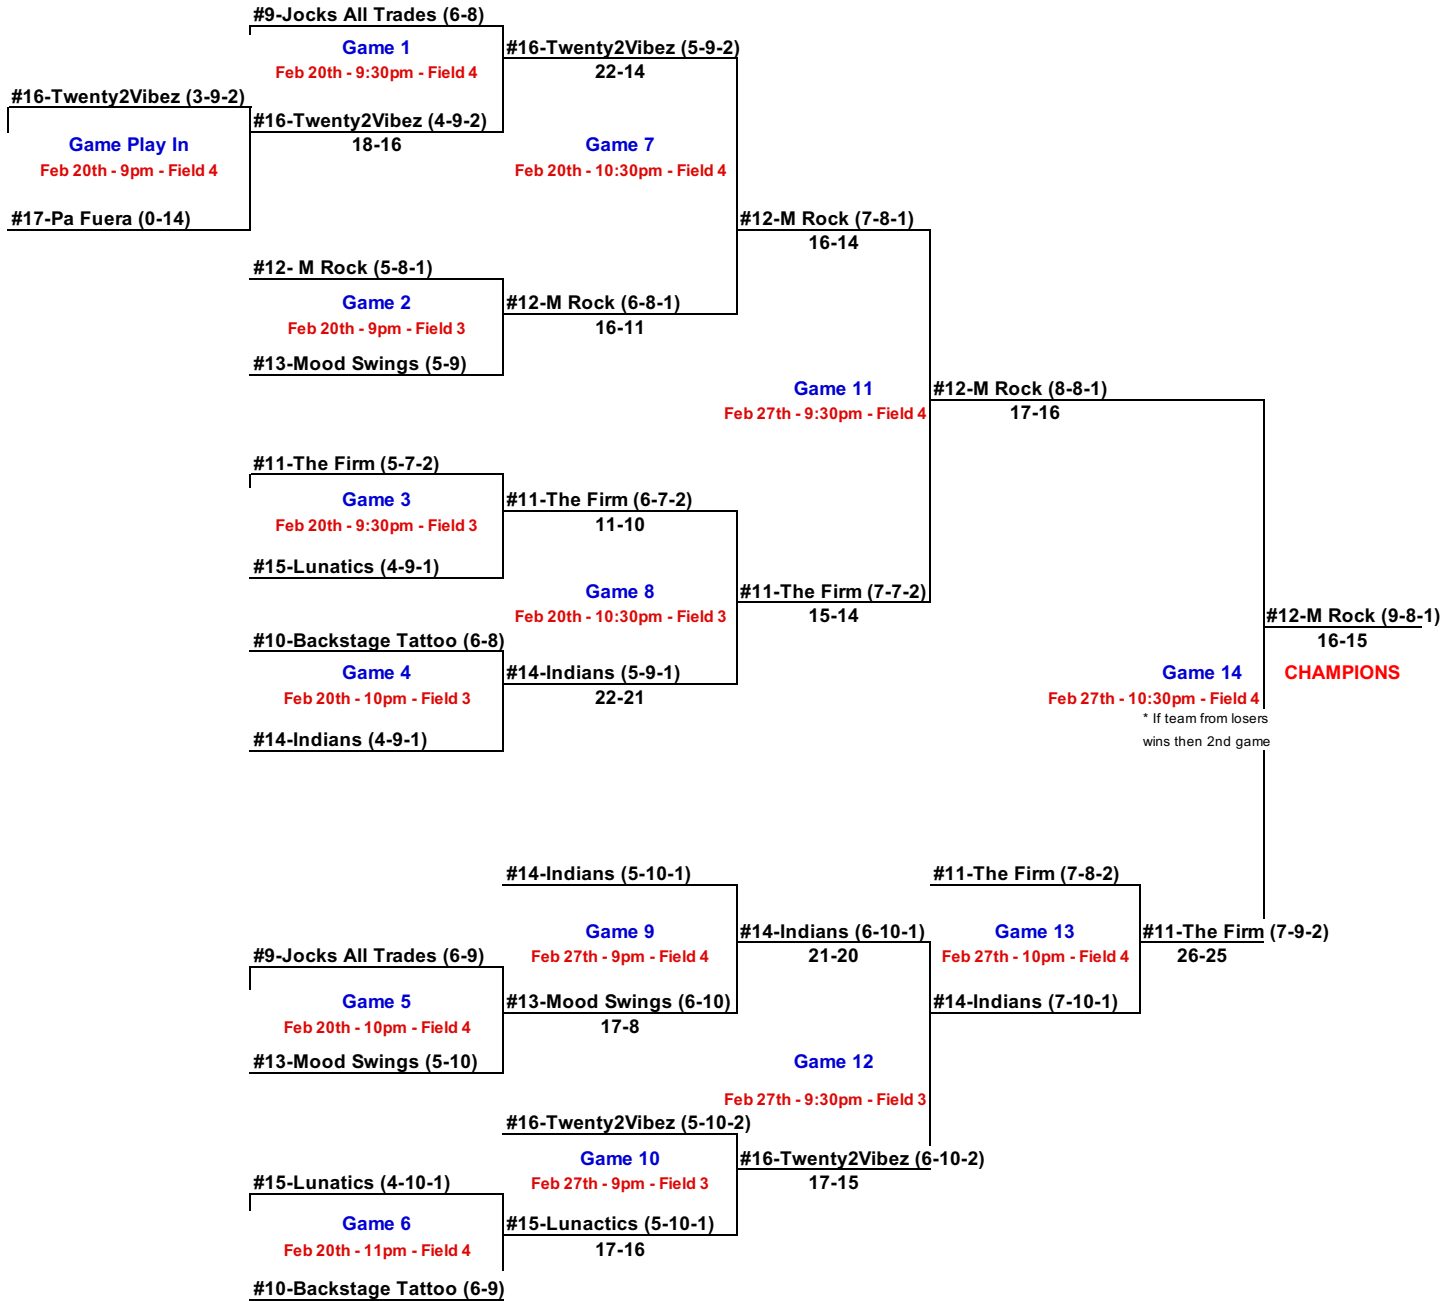 #9-Jocks All Trades (6-8)
Game 1
Feb 20th - 9:30pm - Field 4
#16-Twenty2Vibez (5-9-2)
22-14
#16-Twenty2Vibez (3-9-2)
#16-Twenty2Vibez (4-9-2)
18-16
Game Play In
Feb 20th - 9pm - Field 4
Game 7
Feb 20th - 10:30pm - Field 4
#17-Pa Fuera (0-14)
#12-M Rock (7-8-1)
16-14
#12- M Rock (5-8-1)
Game 2
Feb 20th - 9pm - Field 3
#12-M Rock (6-8-1)
16-11
#13-Mood Swings (5-9)
Game 11
Feb 27th - 9:30pm - Field 4
#12-M Rock (8-8-1)
17-16
#11-The Firm (5-7-2)
Game 3
Feb 20th - 9:30pm - Field 3
#11-The Firm (6-7-2)
11-10
#15-Lunatics (4-9-1)
Game 8
Feb 20th - 10:30pm - Field 3
#11-The Firm (7-7-2)
15-14
#12-M Rock (9-8-1)
16-15
CHAMPIONS
#10-Backstage Tattoo (6-8)
Game 4
Feb 20th - 10pm - Field 3
#14-Indians (5-9-1)
22-21
Game 14
Feb 27th - 10:30pm - Field 4
* If team from losers
wins then 2nd game
#14-Indians (4-9-1)
#14-Indians (5-10-1)
#11-The Firm (7-8-2)
Game 9
Feb 27th - 9pm - Field 4
#14-Indians (6-10-1)
21-20
Game 13
Feb 27th - 10pm - Field 4
#11-The Firm (7-9-2)
26-25
#9-Jocks All Trades (6-9)
Game 5
Feb 20th - 10pm - Field 4
#13-Mood Swings (6-10)
17-8
#14-Indians (7-10-1)
#13-Mood Swings (5-10)
Game 12
Feb 27th - 9:30pm - Field 3
#16-Twenty2Vibez (5-10-2)
Game 10
Feb 27th - 9pm - Field 3
#16-Twenty2Vibez (6-10-2)
17-15
#15-Lunatics (4-10-1)
Game 6
Feb 20th - 11pm - Field 4
#15-Lunactics (5-10-1)
17-16
#10-Backstage Tattoo (6-9)